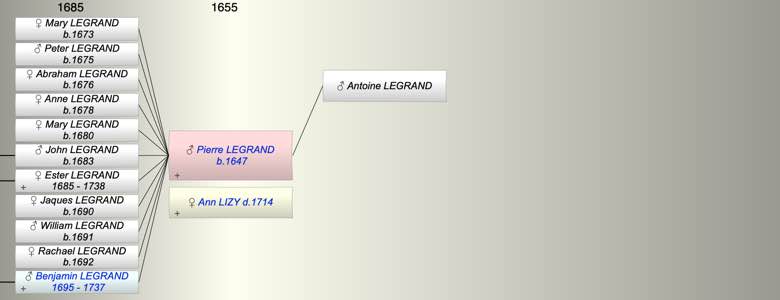 1685
1655
♀ Mary LEGRAND
b.1673
♂ Peter LEGRAND
b.1675
♀ Abraham LEGRAND
b.1676
♀ Anne LEGRAND
b.1678
♀ Mary LEGRAND
b.1680
♂ John LEGRAND
b.1683
♀ Ester LEGRAND
+ 1685 - 1738
♀ Jaques LEGRAND
b.1690
♂ William LEGRAND
b.1691
♀ Rachael LEGRAND
b.1692
♂ Benjamin LEGRAND
+ 1695 - 1737
♂ Pierre LEGRAND
b.1647
+
♀ Ann LIZY d.1714
+
♂ Antoine LEGRAND